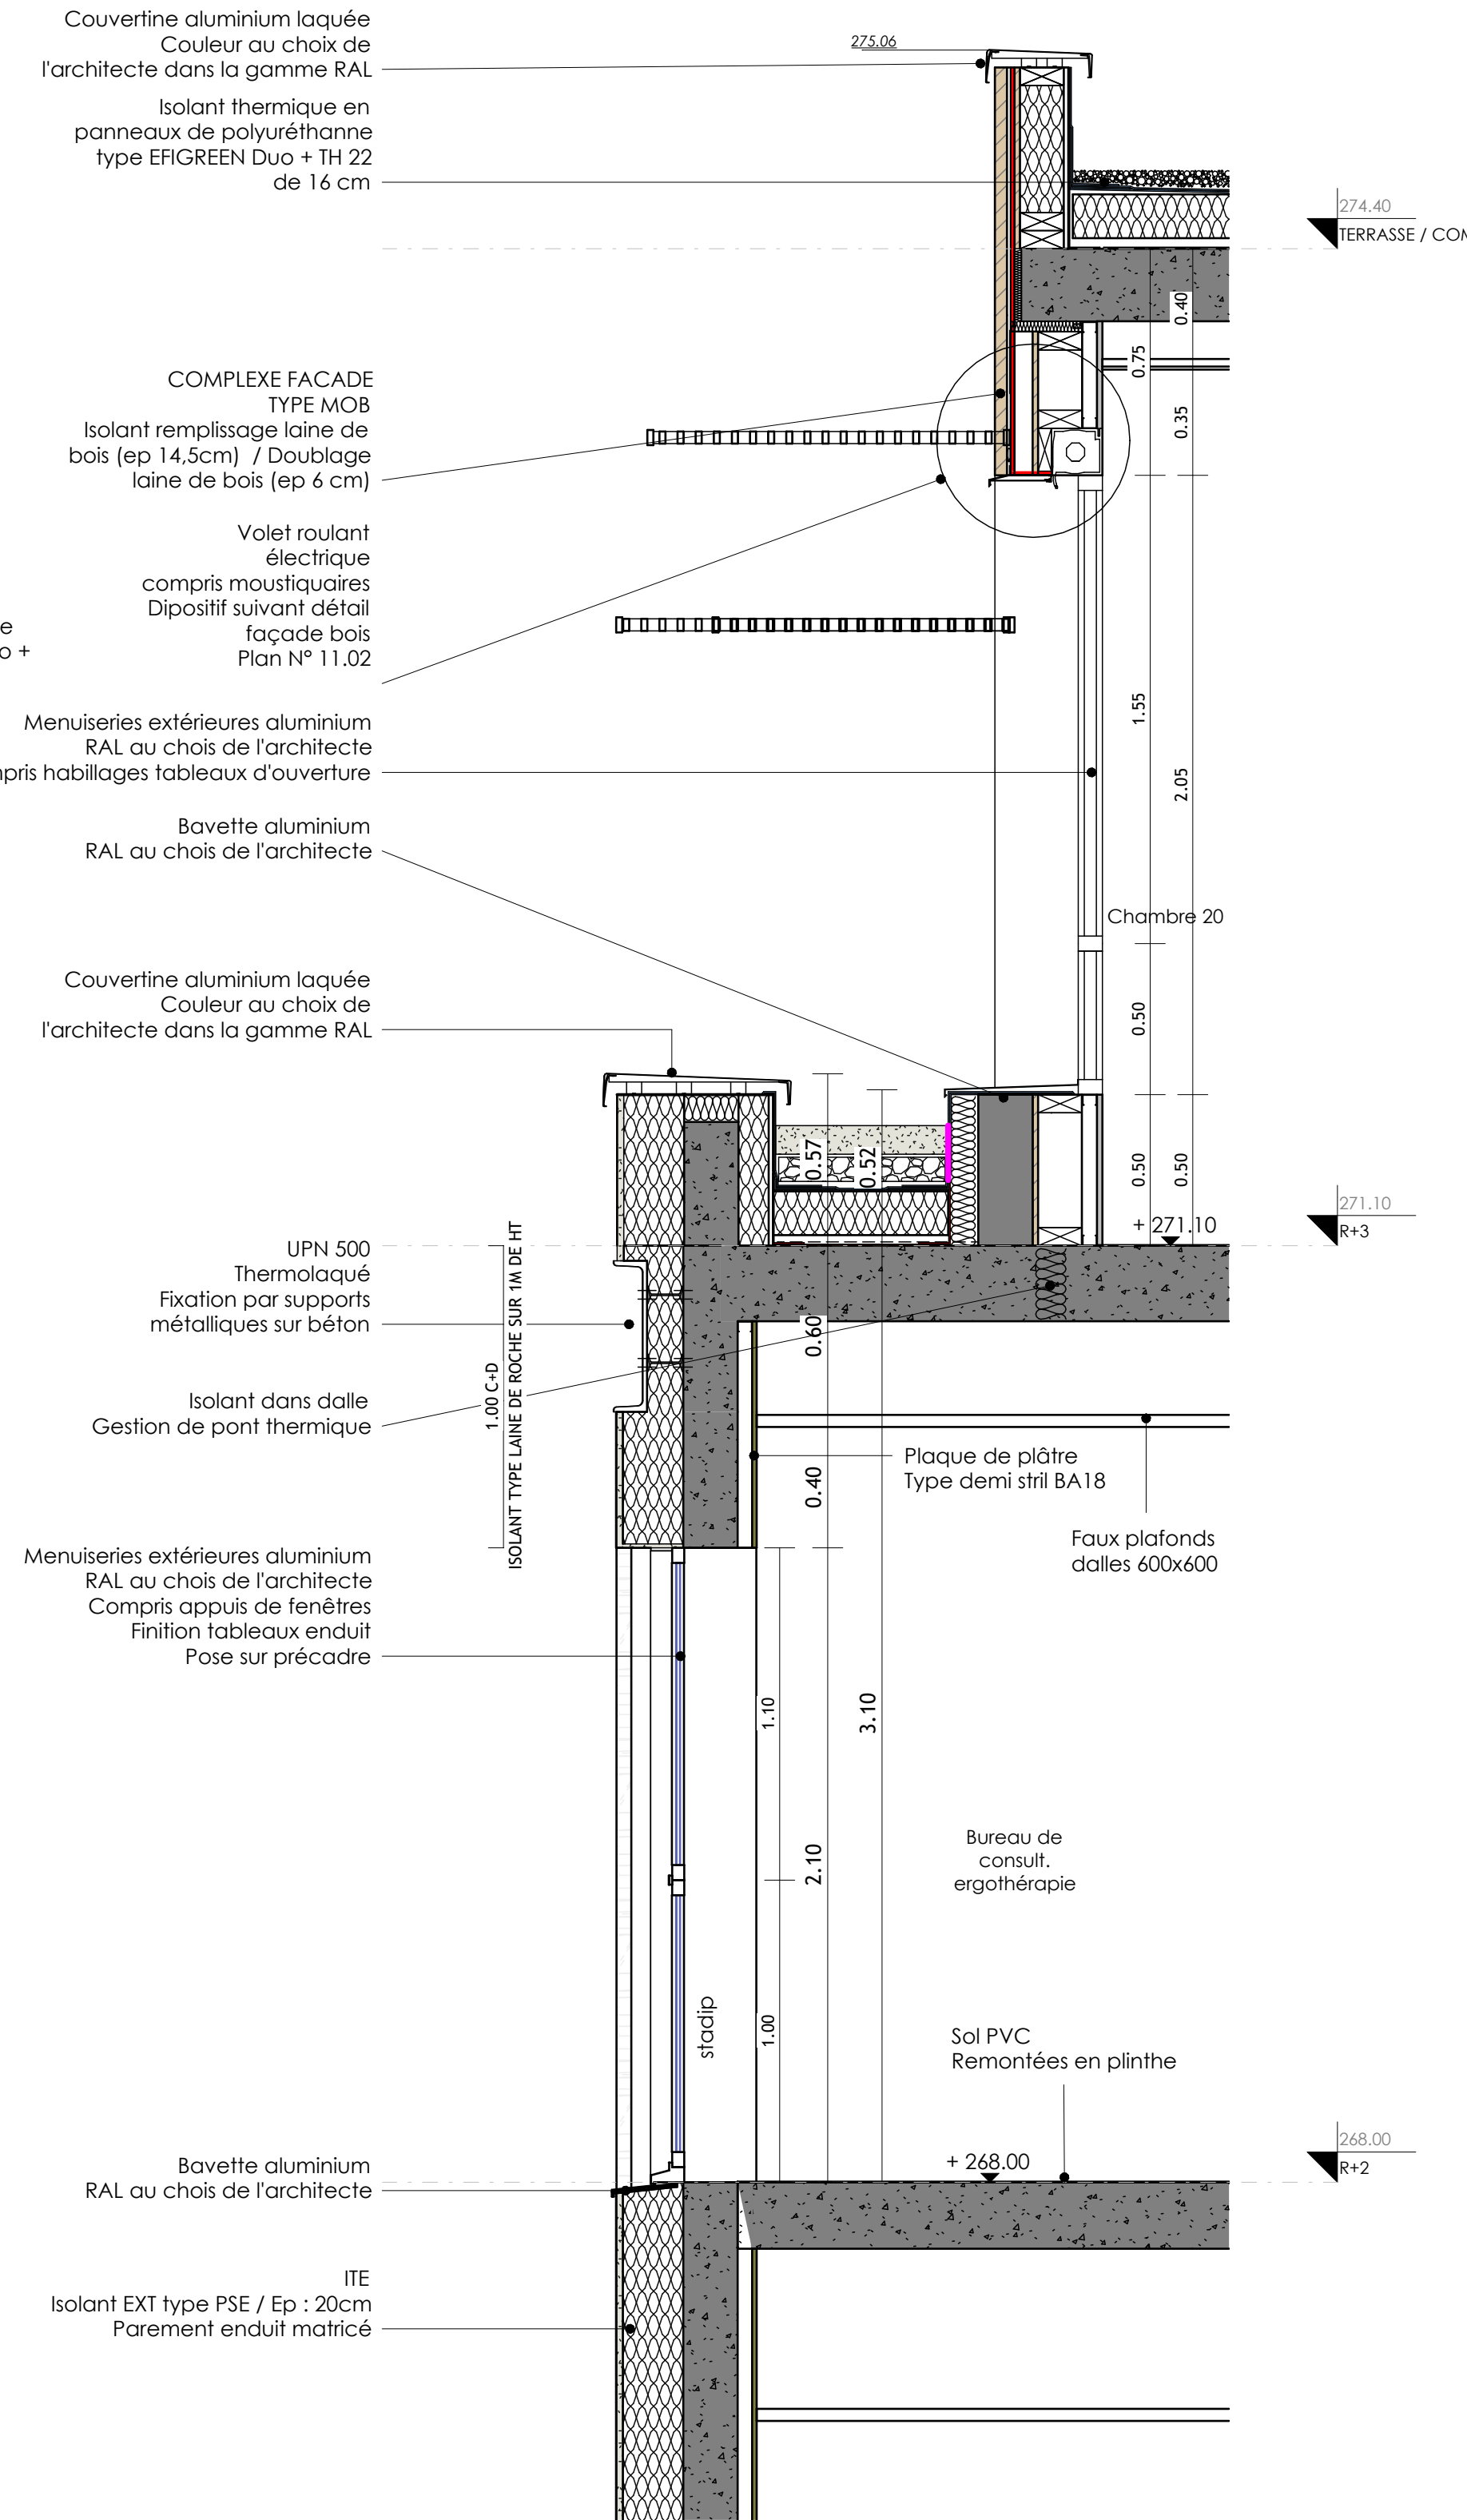 Couvertine aluminium laquée
Couleur au choix de
l'architecte dans la gamme RAL
275.06
Isolant thermique en
panneaux de polyuréthanne
type EFIGREEN Duo + TH 22
de 16 cm
274.40
TERRASSE / COM
0.40
0.75
0.35
COMPLEXE FACADE
TYPE MOB
Isolant remplissage laine de
bois (ep 14,5cm) / Doublage
laine de bois (ep 6 cm)
Volet roulant
électrique
compris moustiquaires
Dipositif suivant détail
façade bois
Plan N° 11.02
e
o +
Menuiseries extérieures aluminium
RAL au chois de l'architecte
pris habillages tableaux d'ouverture
1.55
2.05
Bavette aluminium
RAL au chois de l'architecte
Chambre 20
Couvertine aluminium laquée
Couleur au choix de
l'architecte dans la gamme RAL
0.50
0.57
0.52
0.50
0.50
+ 271.10
271.10
R+3
UPN 500
Thermolaqué
Fixation par supports
métalliques sur béton
1.00 C+D
ISOLANT TYPE LAINE DE ROCHE SUR 1M DE HT
0.60
Isolant dans dalle
Gestion de pont thermique
0.40
Plaque de plâtre
Type demi stril BA18
Faux plafonds
dalles 600x600
Menuiseries extérieures aluminium
RAL au chois de l'architecte
Compris appuis de fenêtres
Finition tableaux enduit
Pose sur précadre
1.10
3.10
2.10
Bureau de
consult.
ergothérapie
stadip
1.00
Sol PVC
Remontées en plinthe
+ 268.00
268.00
R+2
Bavette aluminium
RAL au chois de l'architecte
ITE
Isolant EXT type PSE / Ep : 20cm
Parement enduit matricé